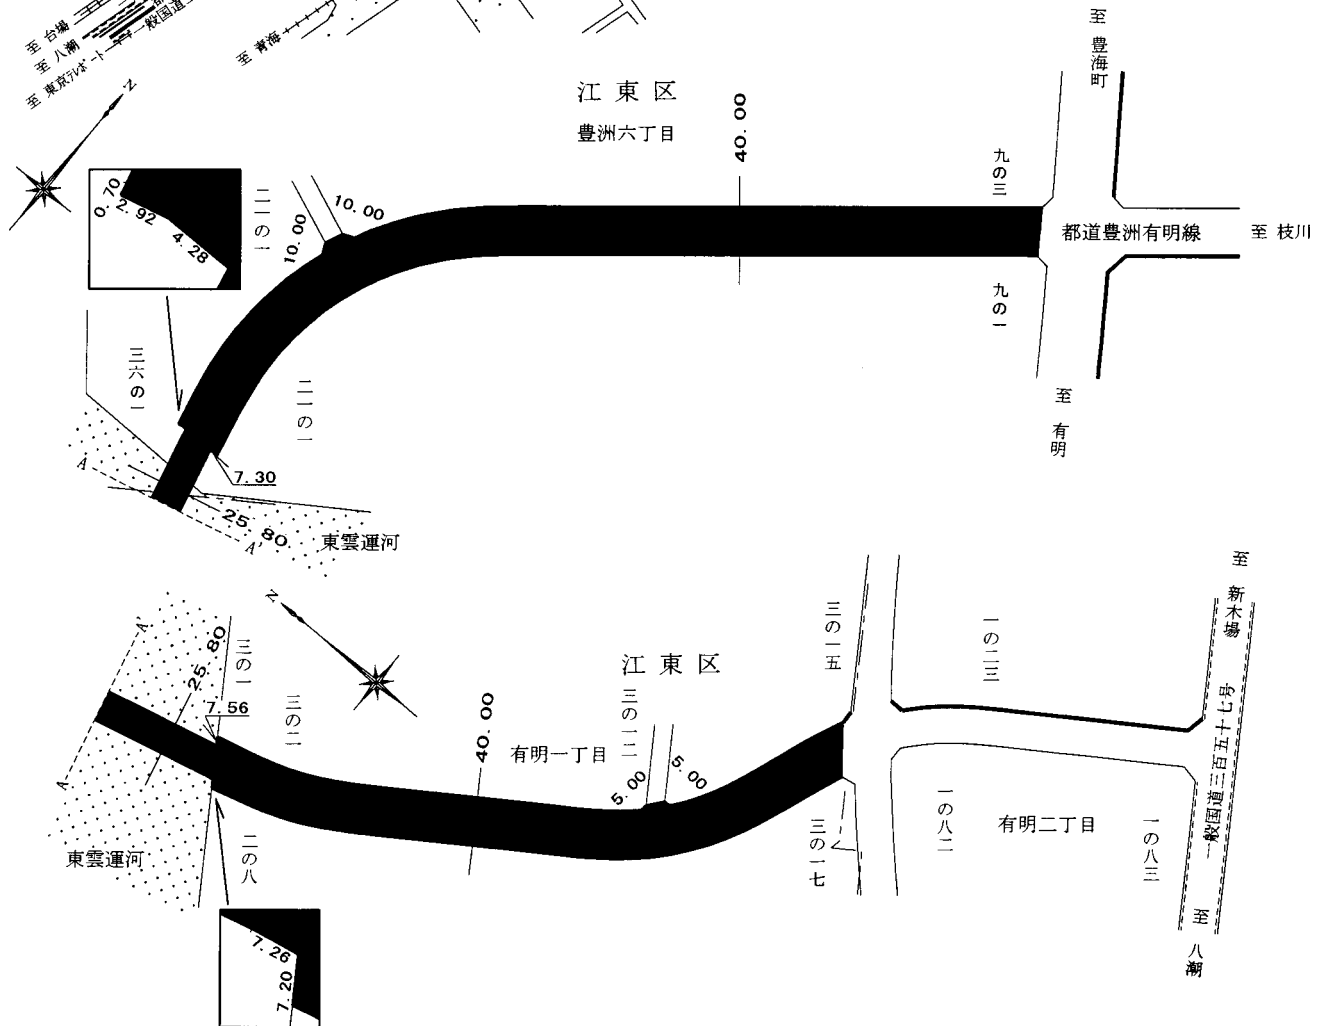 至 台場
至 八潮
至 東京テレポート
一般国道
至 青海
N
江東区
豊洲六丁目
40.00
至 豊海町
九の三
都道豊洲有明線
至 枝川
九の一
至 有明
0.70
2.92
4.28
二一の一
10.00
10.00
三六の一
二一の一
7.30
A
25.80
A'
東雲運河
N
A'
25.80
三の一
7.56
三の二
A
東雲運河
二の八
7.26
7.20
40.00
江東区
有明一丁目
三の一二
5.00
5.00
三の一五
三の一七
一の二三
一の八二
有明二丁目
一の八三
至 新木場
一般国道三百五十七号
至 八潮